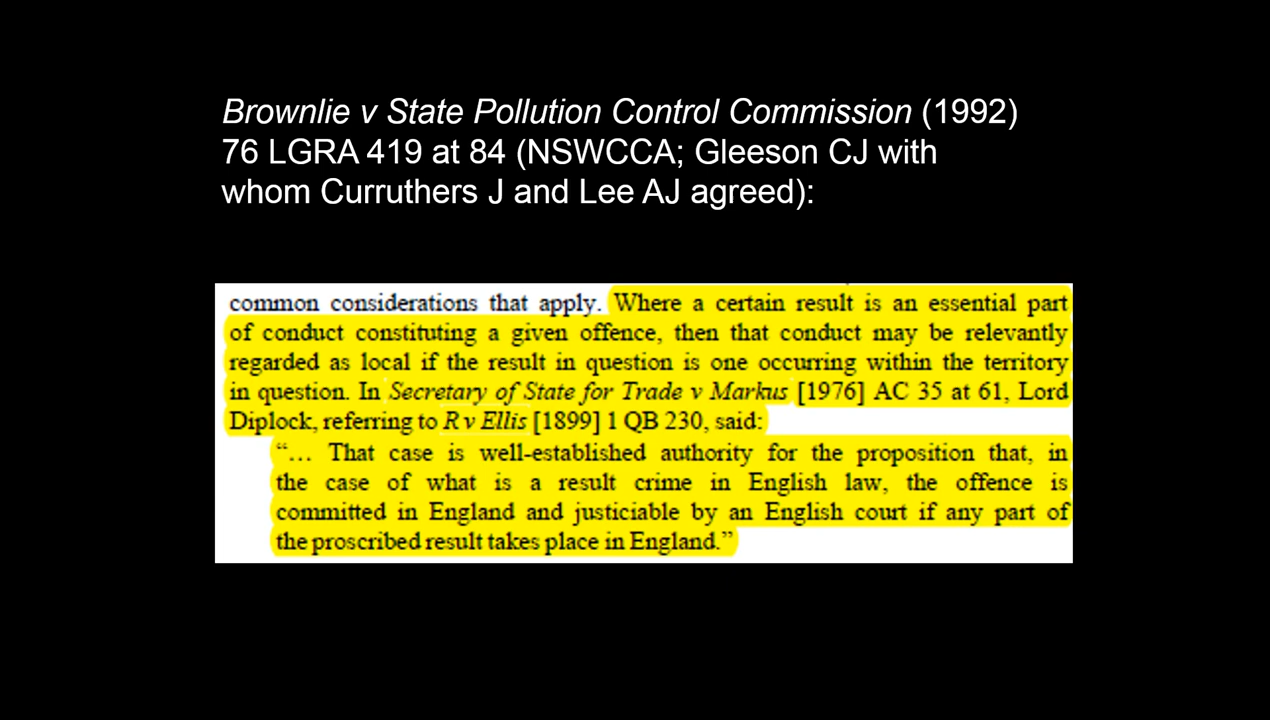 Brownlie v State Pollution Control Commission (1992)
76 LGRA 419 at 84 (NSWCCA; Gleeson CJ with
whom Curruthers J and Lee AJ agreed):
common considerations that apply. Where a certain result is an essential part
of conduct constituting a given offence, then that conduct may be relevantly
regarded as local if the result in question is one occurring within the territory
in question. In Secretary of State for Trade v Markus [1976] AC 35 at 61, Lord
Diplock, referring to R v Ellis [1899] 1 QB 230, said:
“… That case is well-established authority for the proposition that, in
the case of what is a result crime in English law, the offence is
committed in England and justiciable by an English court if any part of
the proscribed result takes place in England.”